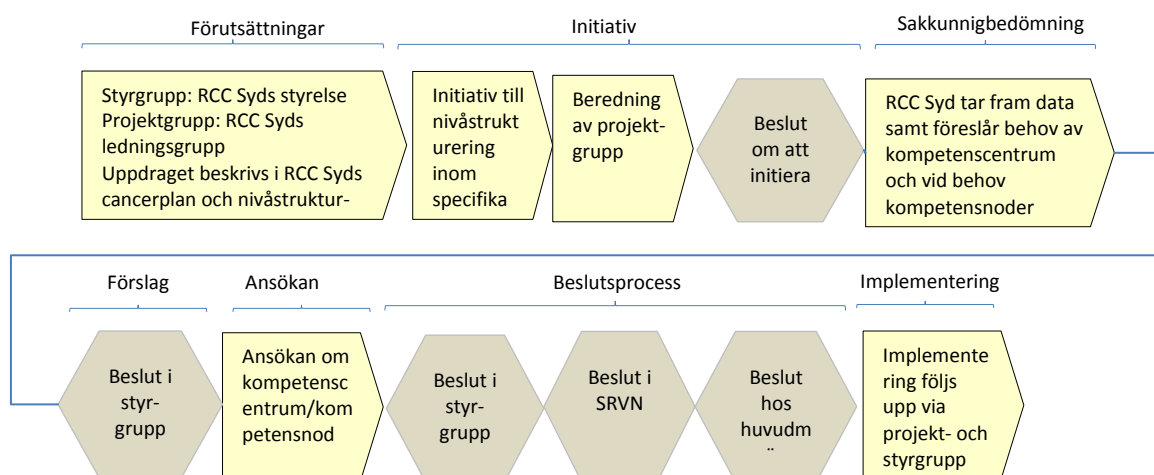 Förutsättningar
Initiativ
Sakkunnigbedömning
Styrgrupp: RCC Syds styrelse
Projektgrupp: RCC Syds
ledningsgrupp
Uppdraget beskrivs i RCC Syds
cancerplan och nivåstruktur-
Initiativ till
nivåstrukt
urering
inom
specifika
Beredning
av projekt-
grupp
Beslut
om att
initiera
RCC Syd tar fram data
samt föreslår behov av
kompetenscentrum
och vid behov
kompetensnoder
Förslag
Ansökan
Beslutsprocess
Implementering
Beslut i
styr-
grupp
Ansökan om
kompetensc
entrum/kom
petensnod
Beslut i
styr-
grupp
Beslut i
SRVN
Beslut
hos
huvudm
Implemente
ring följs
upp via
projekt- och
styrgrupp